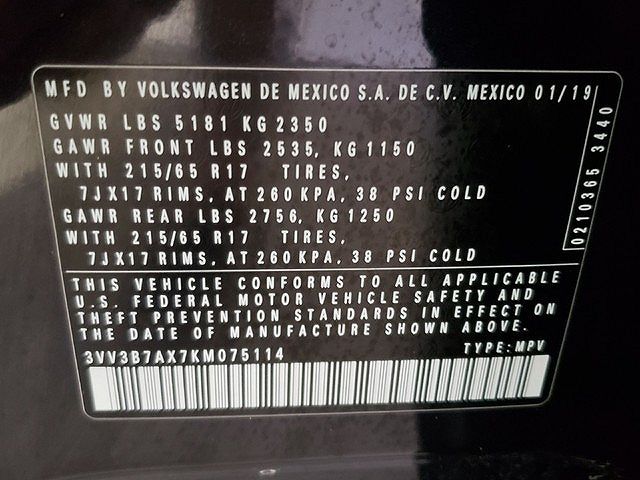 MFD BY VOLKSWAGEN DE MEXICO S.A. DE C.V. MEXICO 01/19
GVWR LBS 5181 KG 2350
GAWR FRONT LBS 2535, KG 1150
WITH 215/65 R17 TIRES,
7JX17 RIMS, AT 260 KPA, 38 PSI COLD
GAWR REAR LBS 2756, KG 1250
WITH 215/65 R17 TIRES,
7JX17 RIMS, AT 260 KPA, 38 PSI COLD
0210365 3440
THIS VEHICLE CONFORMS TO ALL APPLICABLE
U.S. FEDERAL MOTOR VEHICLE SAFETY AND
THEFT PREVENTION STANDARDS IN EFFECT ON
THE DATE OF MANUFACTURE SHOWN ABOVE.
3VV3B7AX7KM075114 TYPE: MPV